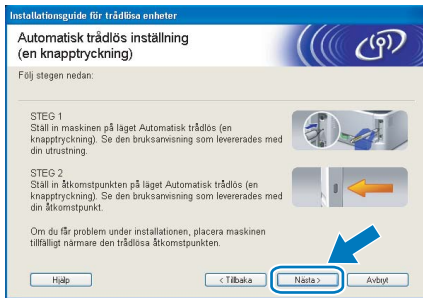 Installationsguide för trådlösa enheter
Automatisk trådlös inställning
(en knapptryckning)
Följ stegen nedan:
STEG 1
Ställ in maskinen på läget Automatisk trådlös (en
knapptryckning). Se den bruksanvisning som levererades med
din utrustning.
STEG 2
Ställ in åtkomstpunkten på läget Automatisk trådlös (en
knapptryckning). Se den bruksanvisning som levererades med
din åtkomstpunkt.
Om du får problem under installationen, placera maskinen
tillfälligt närmare den trådlösa åtkomstpunkten.
Hjälp < Tillbaka Nästa > Avbryt